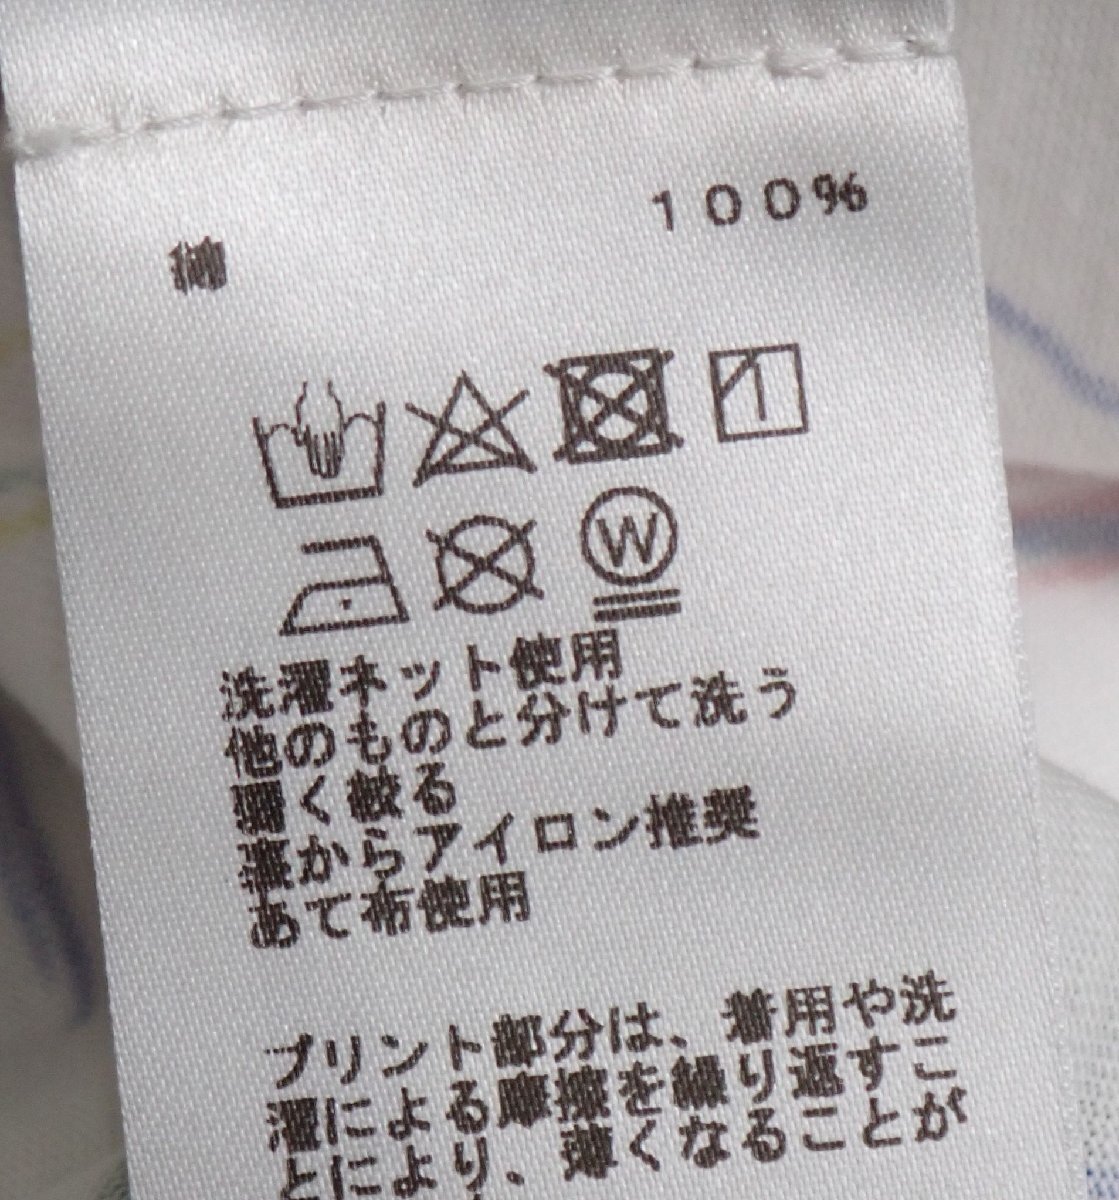 綿 100%
W
洗濯ネット使用
他のものと分けて洗う
弱く絞る
裏からアイロン推奨
あて布使用
プリント部分は、着用や洗
濯による摩擦を繰り返すこ
とにより、薄くなることが